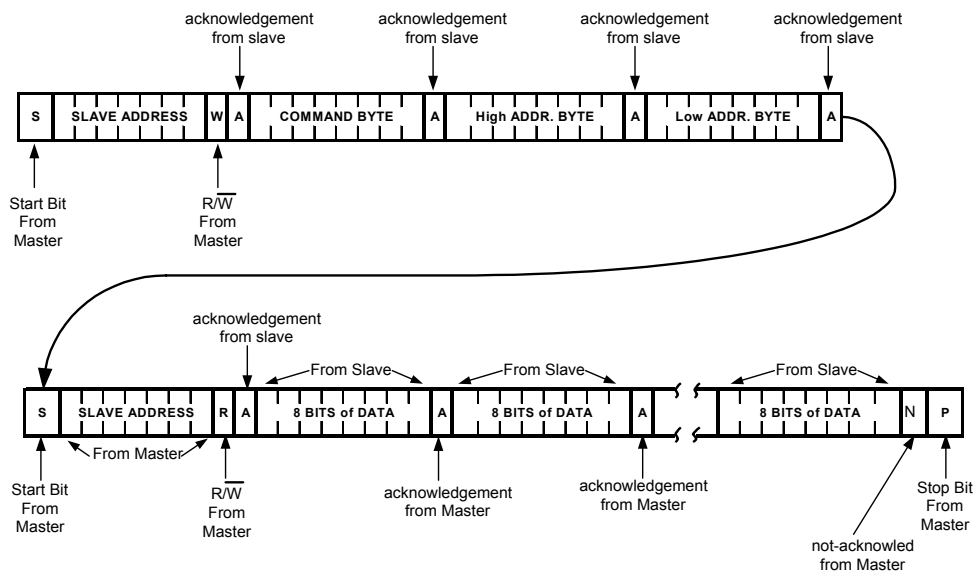 acknowledgement
from slave
acknowledgement
from slave
acknowledgement
from slave
acknowledgement
from slave
S SLAVE ADDRESS W A COMMAND BYTE A High ADDR. BYTE A Low ADDR. BYTE A
Start Bit
From
Master
R/W̅
From
Master
acknowledgement
from slave
From Slave From Slave From Slave
S SLAVE ADDRESS R A 8 BITS of DATA A 8 BITS of DATA A 8 BITS of DATA N P
From Master
Start Bit
From
Master
R/W̅
From
Master
acknowledgement
from Master
acknowledgement
from Master
Stop Bit
From
Master
not-acknowled
from Master